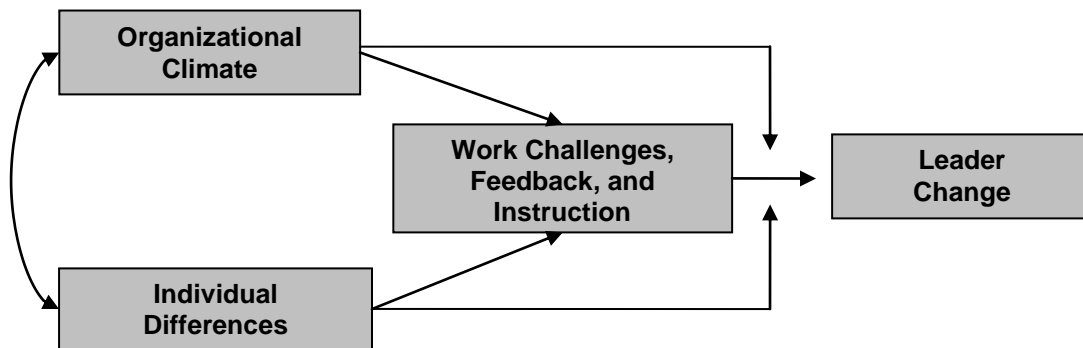 Organizational
Climate
Work Challenges,
Feedback, and
Instruction
Leader
Change
Individual
Differences